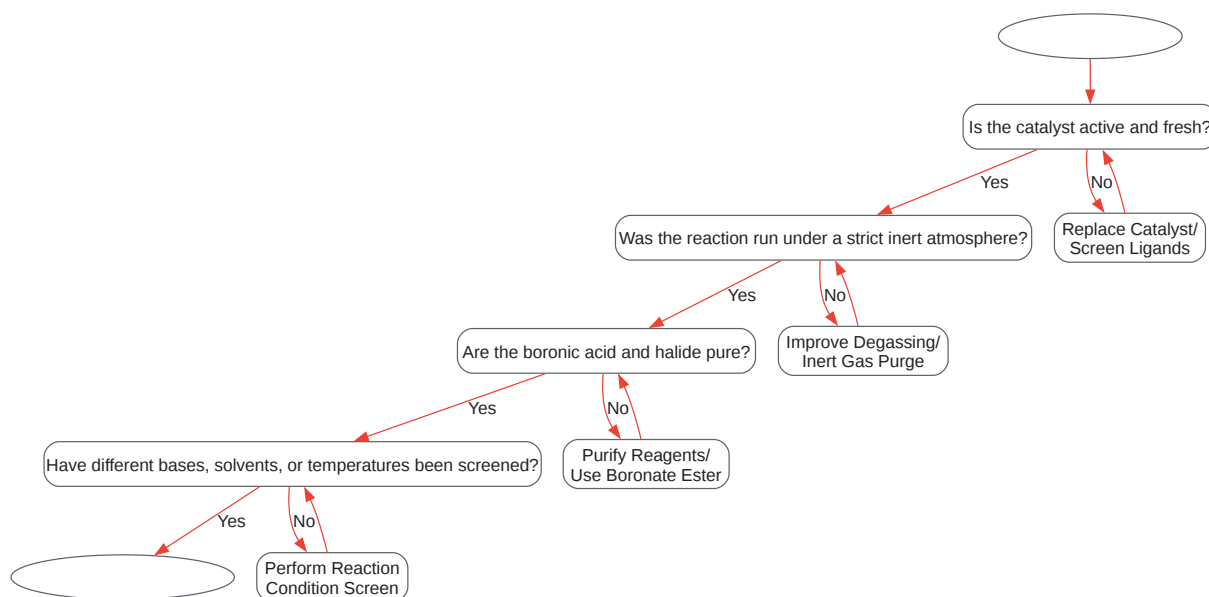 Is the catalyst active and fresh?
Yes
No
Replace Catalyst/
Screen Ligands
Was the reaction run under a strict inert atmosphere?
Yes
No
Improve Degassing/
Inert Gas Purge
Are the boronic acid and halide pure?
Yes
No
Purify Reagents/
Use Boronate Ester
Have different bases, solvents, or temperatures been screened?
Yes
No
Perform Reaction
Condition Screen